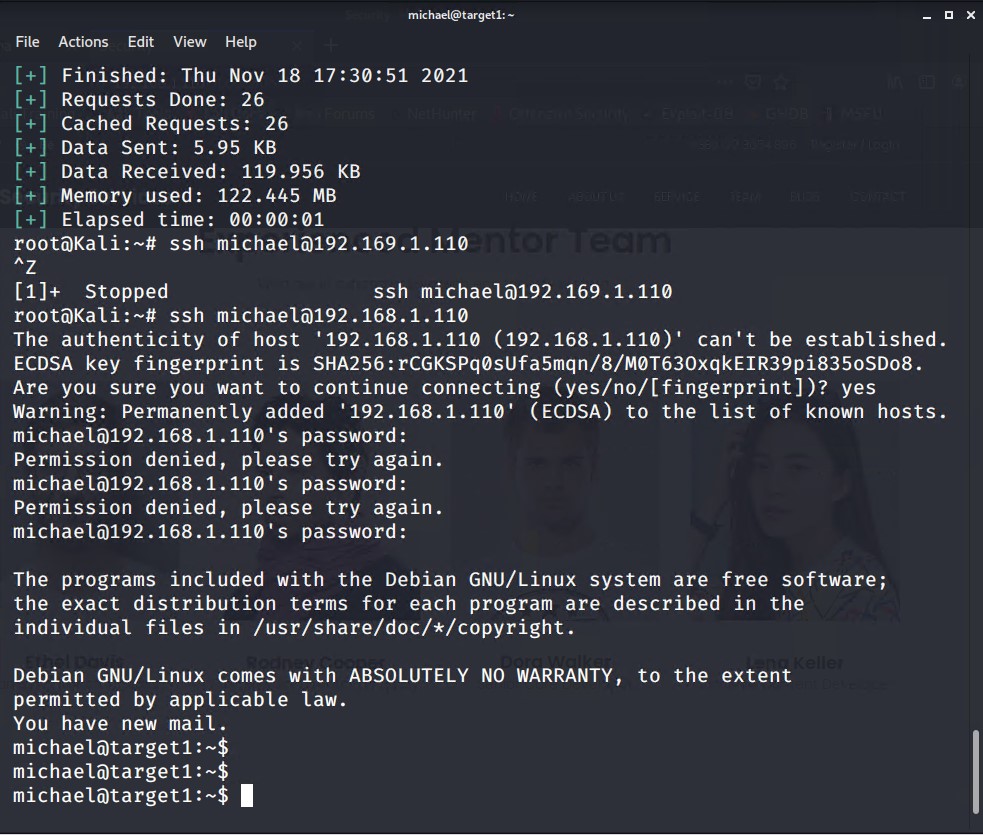 michael@target1: ~
File Actions Edit View Help
[+] Finished: Thu Nov 18 17:30:51 2021
[+] Requests Done: 26
[+] Cached Requests: 26
[+] Data Sent: 5.95 KB
[+] Data Received: 119.956 KB
[+] Memory used: 122.445 MB
[+] Elapsed time: 00:00:01
root@Kali:~# ssh michael@192.169.1.110
^Z
[1]+  Stopped                 ssh michael@192.169.1.110
root@Kali:~# ssh michael@192.168.1.110
The authenticity of host '192.168.1.110 (192.168.1.110)' can't be established.
ECDSA key fingerprint is SHA256:rCGKSPq0sUfa5mqn/8/M0T63OxqkEIR39pi835oSDo8.
Are you sure you want to continue connecting (yes/no/[fingerprint])? yes
Warning: Permanently added '192.168.1.110' (ECDSA) to the list of known hosts.
michael@192.168.1.110's password:
Permission denied, please try again.
michael@192.168.1.110's password:
Permission denied, please try again.
michael@192.168.1.110's password:
The programs included with the Debian GNU/Linux system are free software;
the exact distribution terms for each program are described in the
individual files in /usr/share/doc/*/copyright.
Ethel Davis Rodney Cooper Dora Walker Lena Keller
Debian GNU/Linux comes with ABSOLUTELY NO WARRANTY, to the extent
permitted by applicable law.
You have new mail.
michael@target1:~$
michael@target1:~$
michael@target1:~$